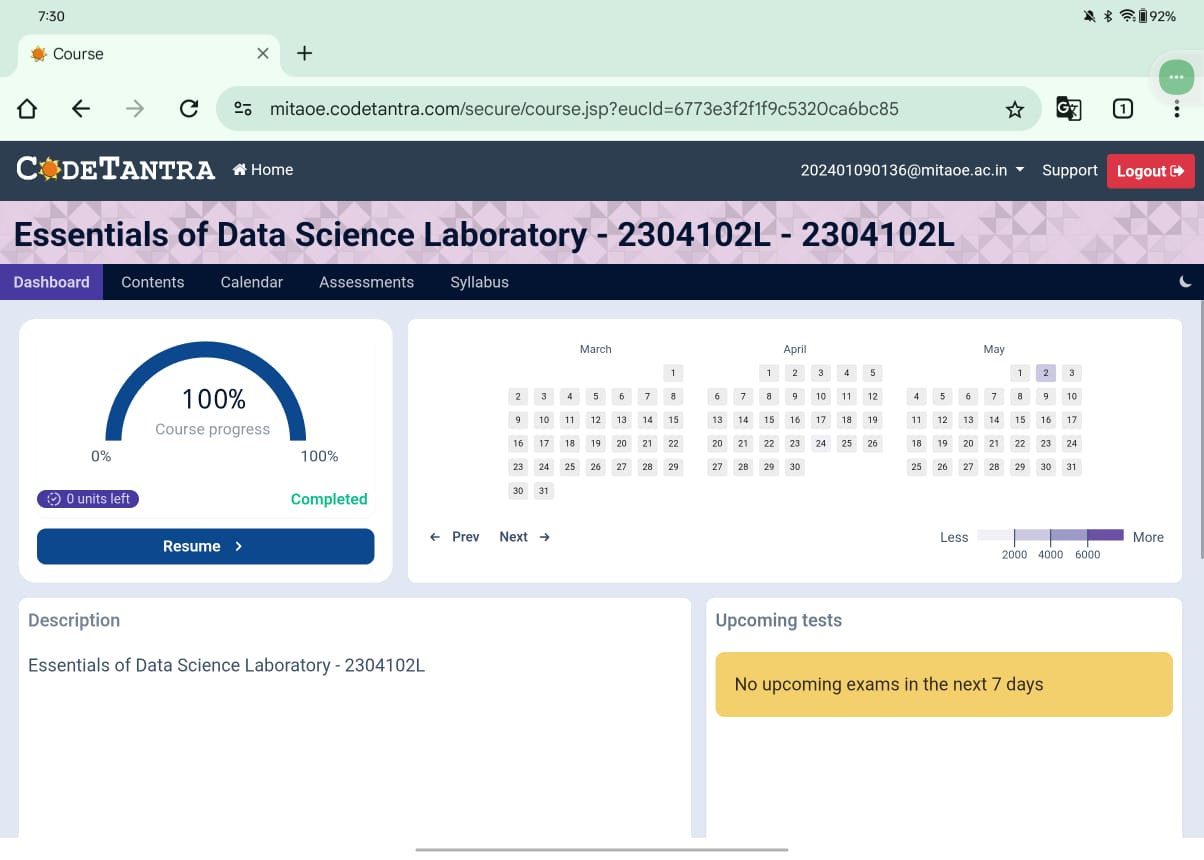 7:30
92%
Course
mitaoe.codetantra.com/secure/course.jsp?eucId=6773e3f2f1f9c5320ca6bc85
1
CODETANTRA
Home
202401090136@mitaoe.ac.in
Support
Logout
Essentials of Data Science Laboratory - 2304102L - 2304102L
Dashboard Contents Calendar Assessments Syllabus
100%
Course progress
0% 100%
0 units left
Completed
Resume
March
1
2 3 4 5 6 7 8
9 10 11 12 13 14 15
16 17 18 19 20 21 22
23 24 25 26 27 28 29
30 31
April
1 2 3 4 5
6 7 8 9 10 11 12
13 14 15 16 17 18 19
20 21 22 23 24 25 26
27 28 29 30
May
1 2 3
4 5 6 7 8 9 10
11 12 13 14 15 16 17
18 19 20 21 22 23 24
25 26 27 28 29 30 31
Prev Next
Less More
2000 4000 6000
Description
Essentials of Data Science Laboratory - 2304102L
Upcoming tests
No upcoming exams in the next 7 days